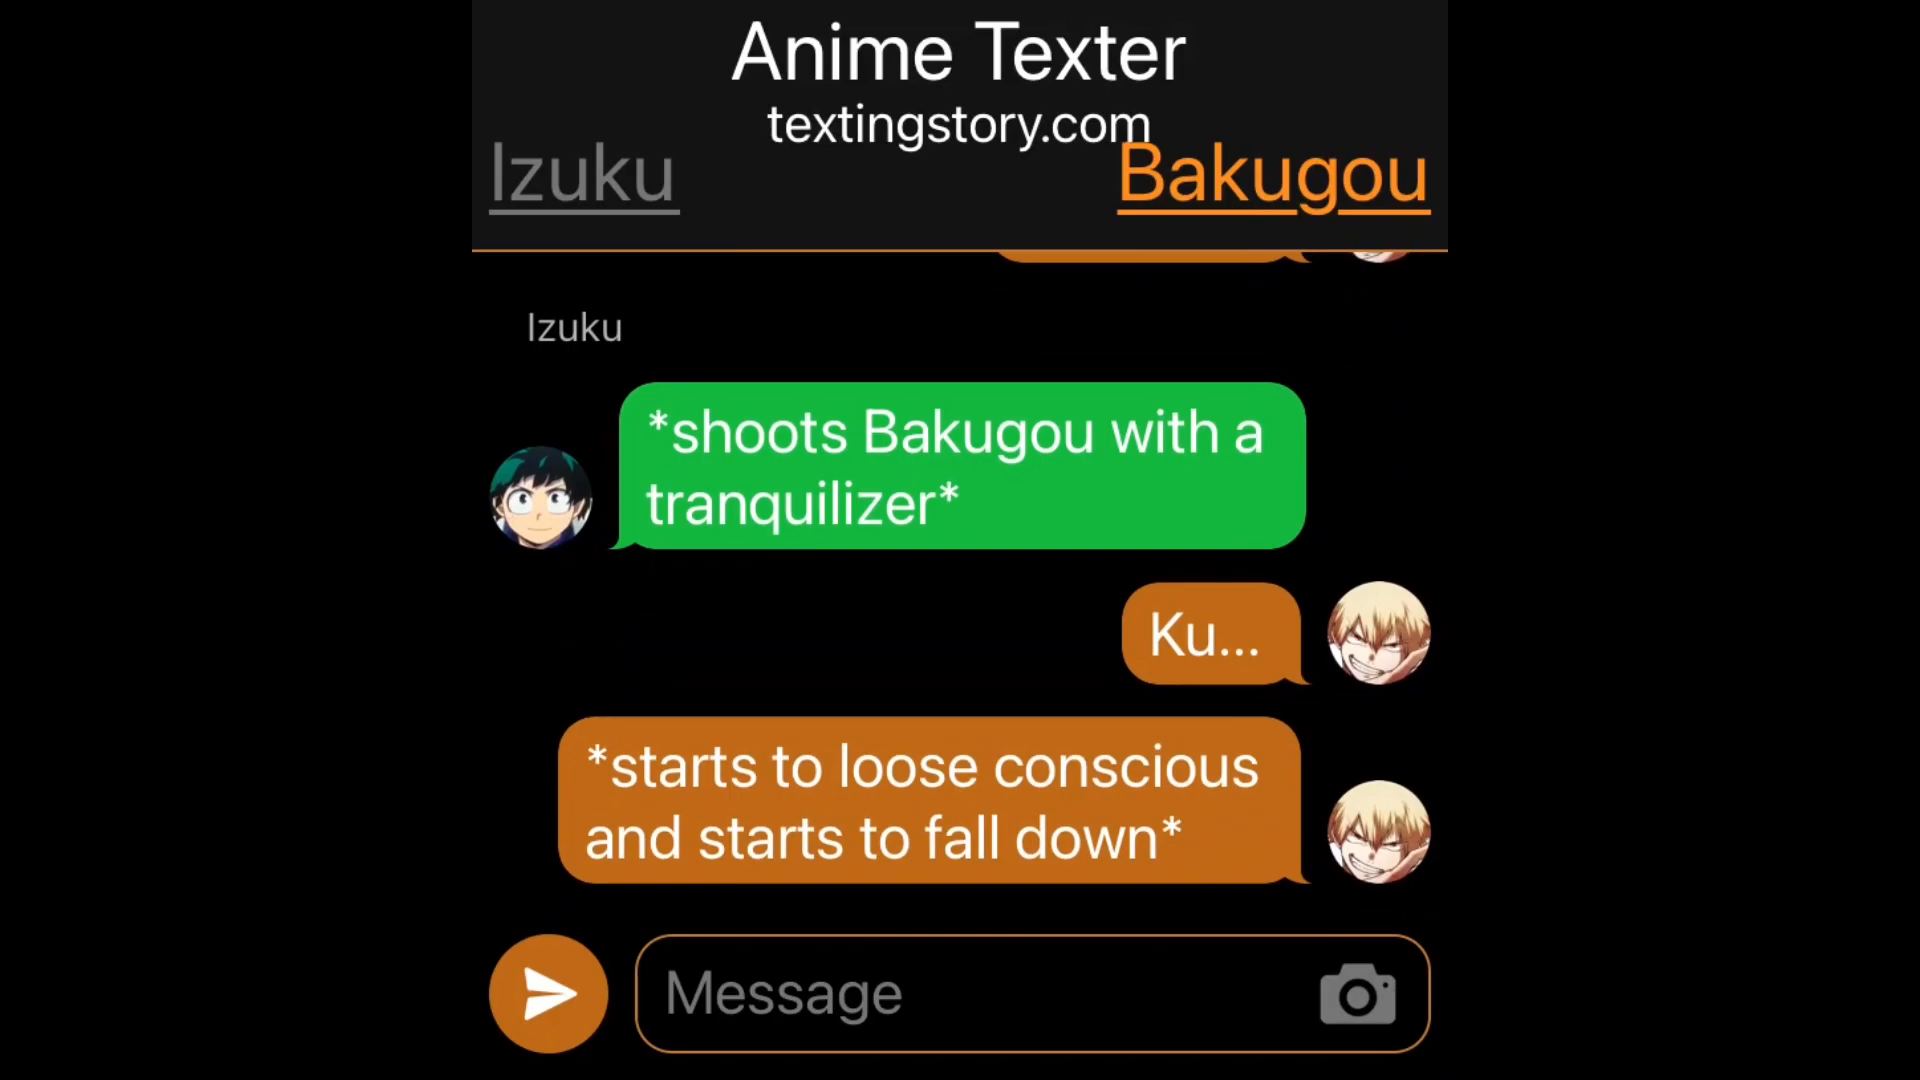 Anime Texter
textingstory.com
Izuku
Bakugou
Izuku
*shoots Bakugou with a
tranquilizer*
Ku...
*starts to loose conscious
and starts to fall down*
Message